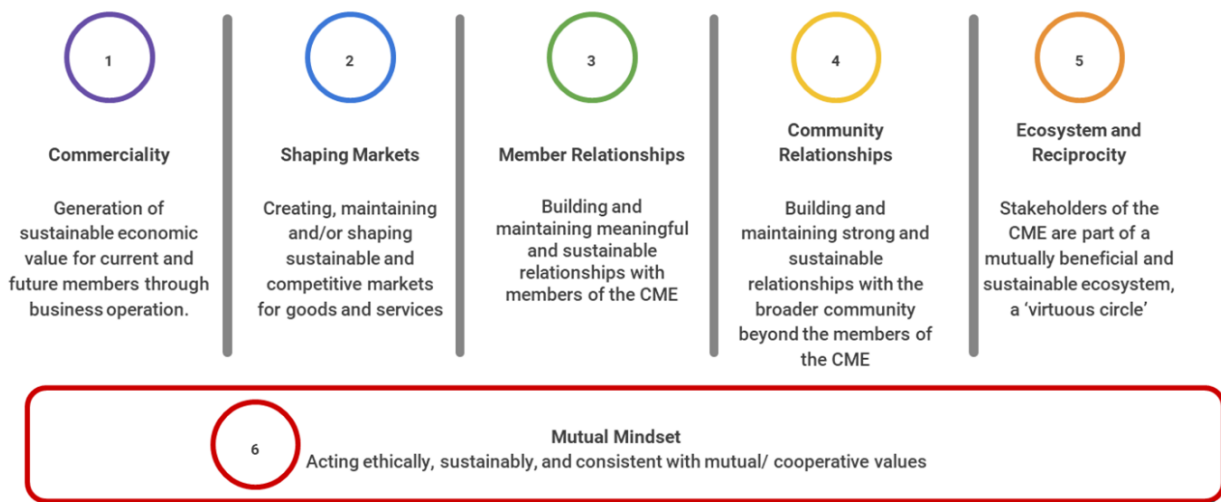 1
Commerciality
Generation of
sustainable economic
value for current and
future members through
business operation.
2
Shaping Markets
Creating, maintaining
and/or shaping
sustainable and
competitive markets
for goods and services
3
Member Relationships
Building and
maintaining meaningful
and sustainable
relationships with
members of the CME
4
Community
Relationships
Building and
maintaining strong and
sustainable
relationships with the
broader community
beyond the members of
the CME
5
Ecosystem and
Reciprocity
Stakeholders of the
CME are part of a
mutually beneficial and
sustainable ecosystem,
a ‘virtuous circle’
6
Mutual Mindset
Acting ethically, sustainably, and consistent with mutual/ cooperative values